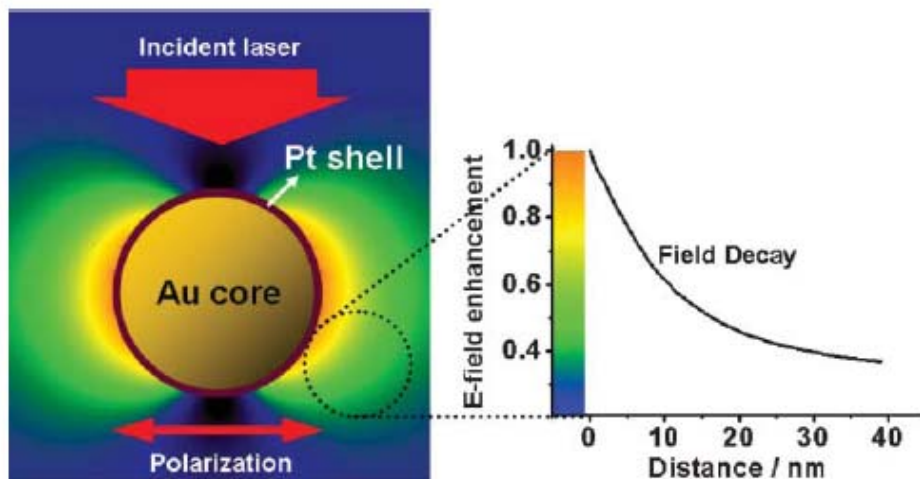 Incident laser
Pt shell
Au core
Polarization
E-field enhancement
1.0
0.8
0.6
0.4
Field Decay
0
10
20
30
40
Distance / nm